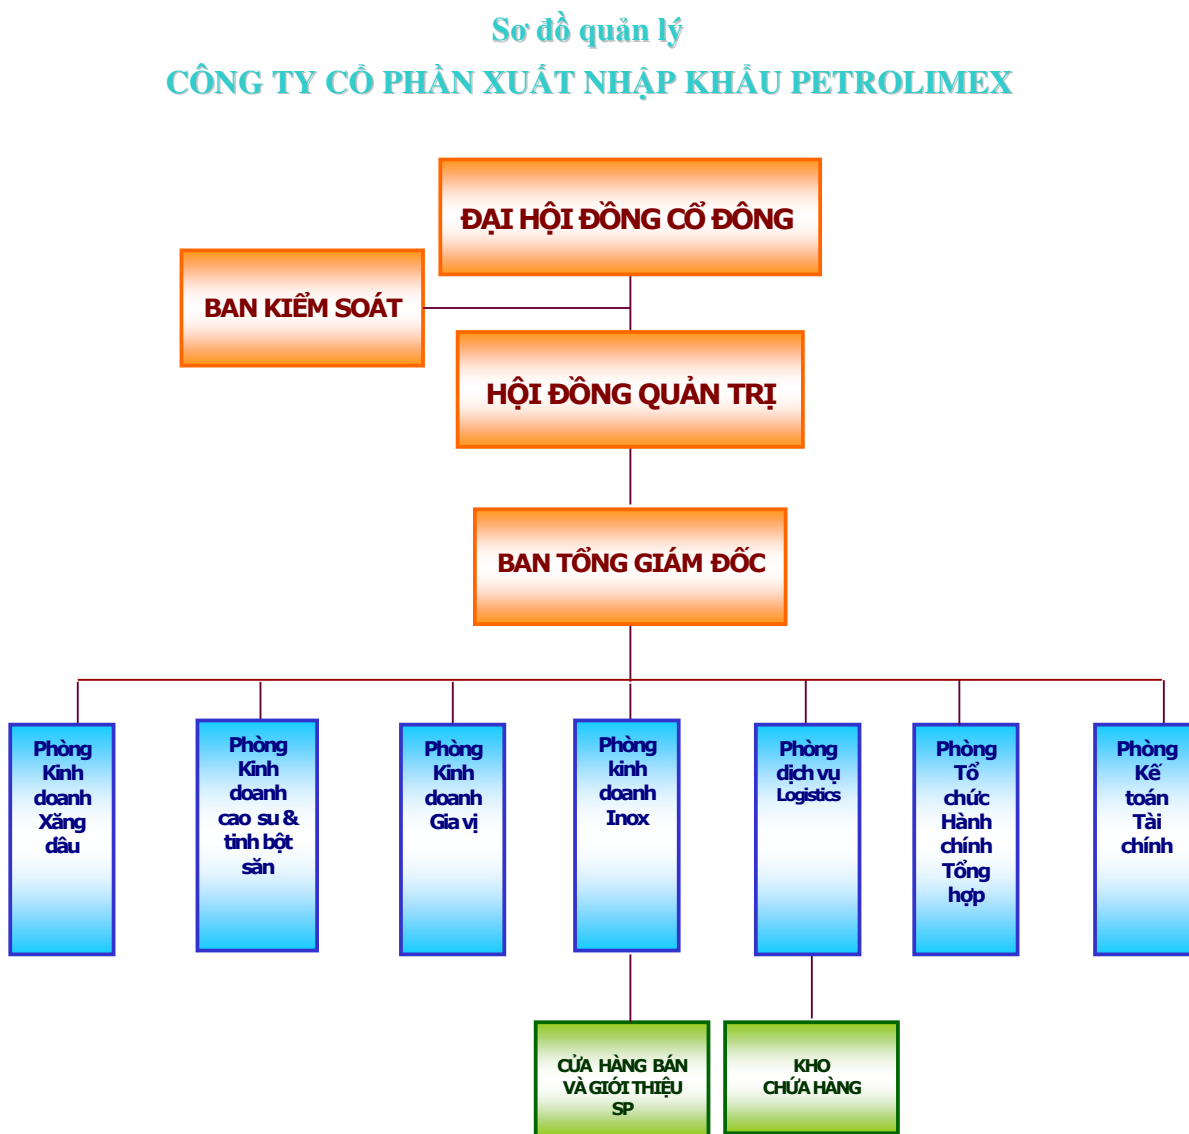 Sơ đồ quản lý
CÔNG TY CỔ PHẦN XUẤT NHẬP KHẨU PETROLIMEX
ĐẠI HỘI ĐỒNG CỔ ĐÔNG
BAN KIỂM SOÁT
HỘI ĐỒNG QUẢN TRỊ
BAN TỔNG GIÁM ĐỐC
Phòng
Kinh
doanh
Xăng
dâu
Phòng
Kinh
doanh
cao su &
tinh bột
săn
Phòng
Kinh
doanh
Gia vị
Phòng
kinh
doanh
Inox
Phòng
dịch vụ
Logistics
Phòng
Tổ
chức
Hành
chính
Tổng
hợp
Phòng
Kế
toán
Tài
chính
CỬA HÀNG BÁN
VÀ GIỚI THIỆU
SP
KHO
CHỨA HÀNG